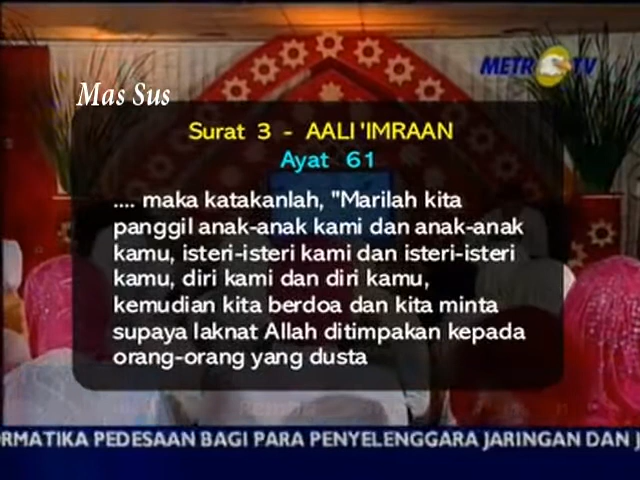 METRO TV
Mas Sus
Surat 3 - AALI 'IMRAAN
Ayat 61
.... maka katakanlah, "Marilah kita
panggil anak-anak kami dan anak-anak
kamu, isteri-isteri kami dan isteri-isteri
kamu, diri kami dan diri kamu,
kemudian kita berdoa dan kita minta
supaya laknat Allah ditimpakan kepada
orang-orang yang dusta
ORMATIKA PEDESAAN BAGI PARA PENYELENGGARA JARINGAN DAN J